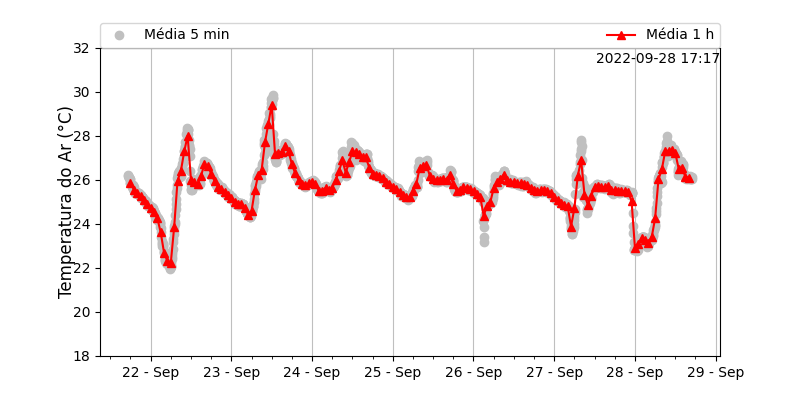 Média 5 min
Média 1 h
2022-09-28 17:17
Temperatura do Ar (°C)
32
30
28
26
24
22
20
18
22 - Sep
23 - Sep
24 - Sep
25 - Sep
26 - Sep
27 - Sep
28 - Sep
29 - Sep